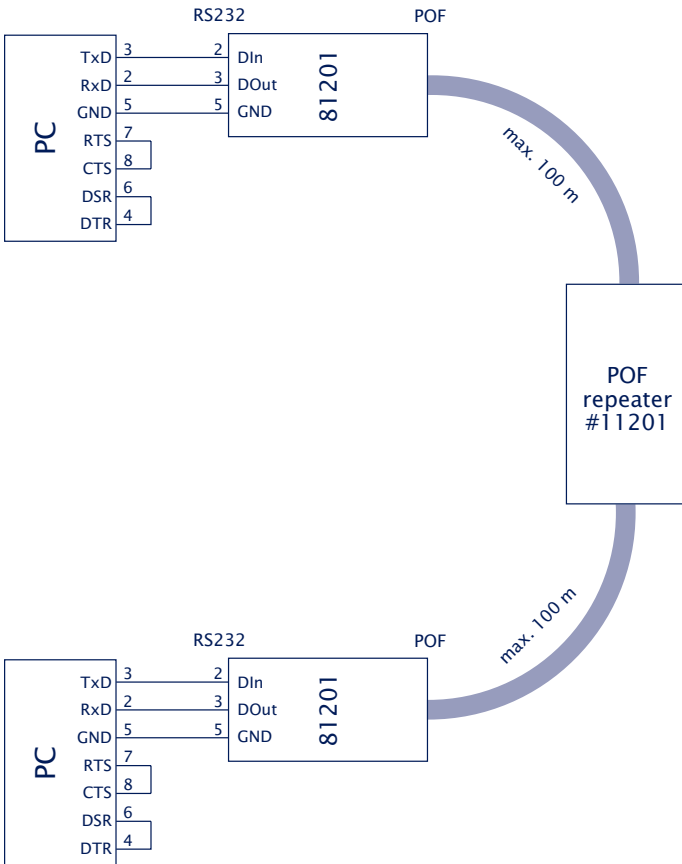 RS232
POF
PC
TxD 3 2 DIn
RxD 2 3 DOut
GND 5 5 GND
RTS 7
CTS 8
DSR 6
DTR 4
81201
max. 100 m
POF
repeater
#11201
max. 100 m
RS232
POF
PC
TxD 3 2 DIn
RxD 2 3 DOut
GND 5 5 GND
RTS 7
CTS 8
DSR 6
DTR 4
81201